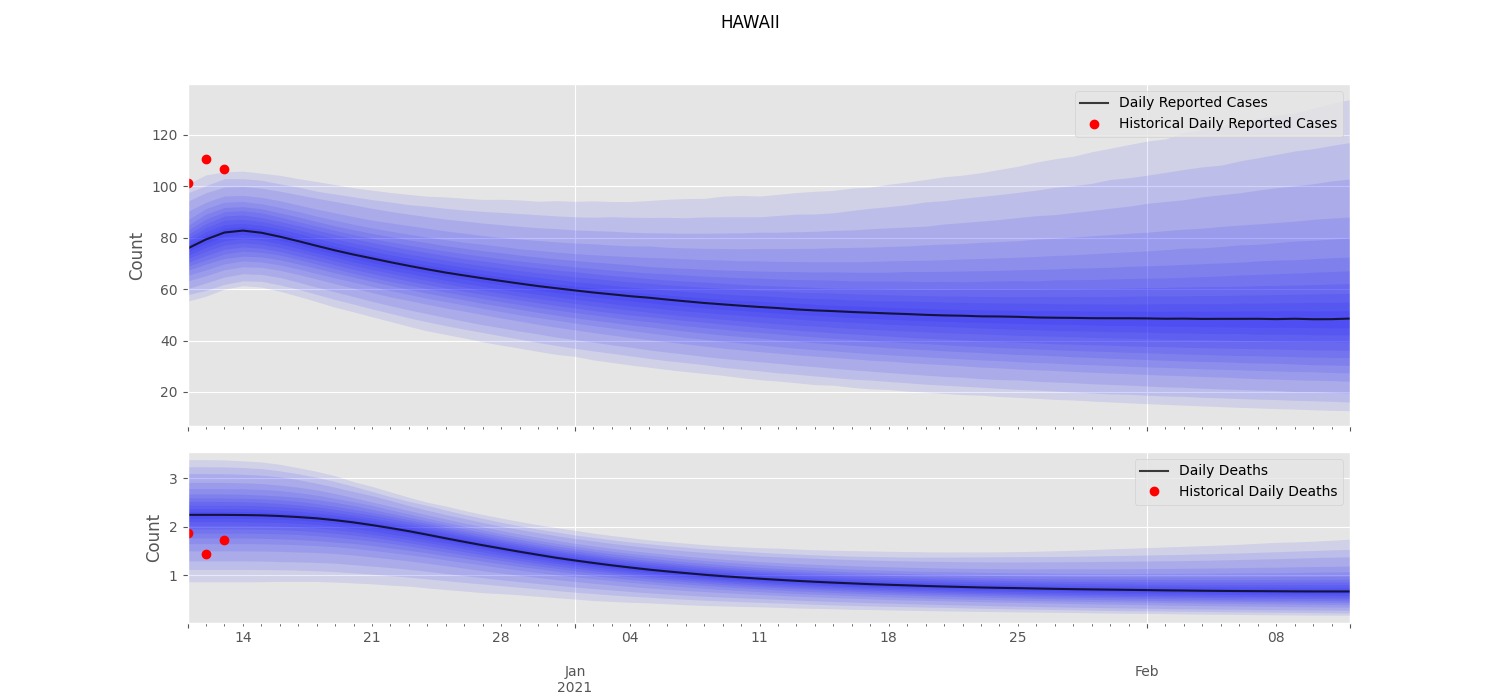 HAWAII
Daily Reported Cases
Historical Daily Reported Cases
Count
120
100
80
60
40
20
Daily Deaths
Historical Daily Deaths
Count
3
2
1
14 21 28 04 11 18 25 08
Jan Feb
2021